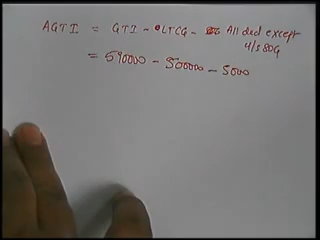 AGTI = GTI - LTCG - All ded except
u/s 80G
= 590000 - 500000 - 5000